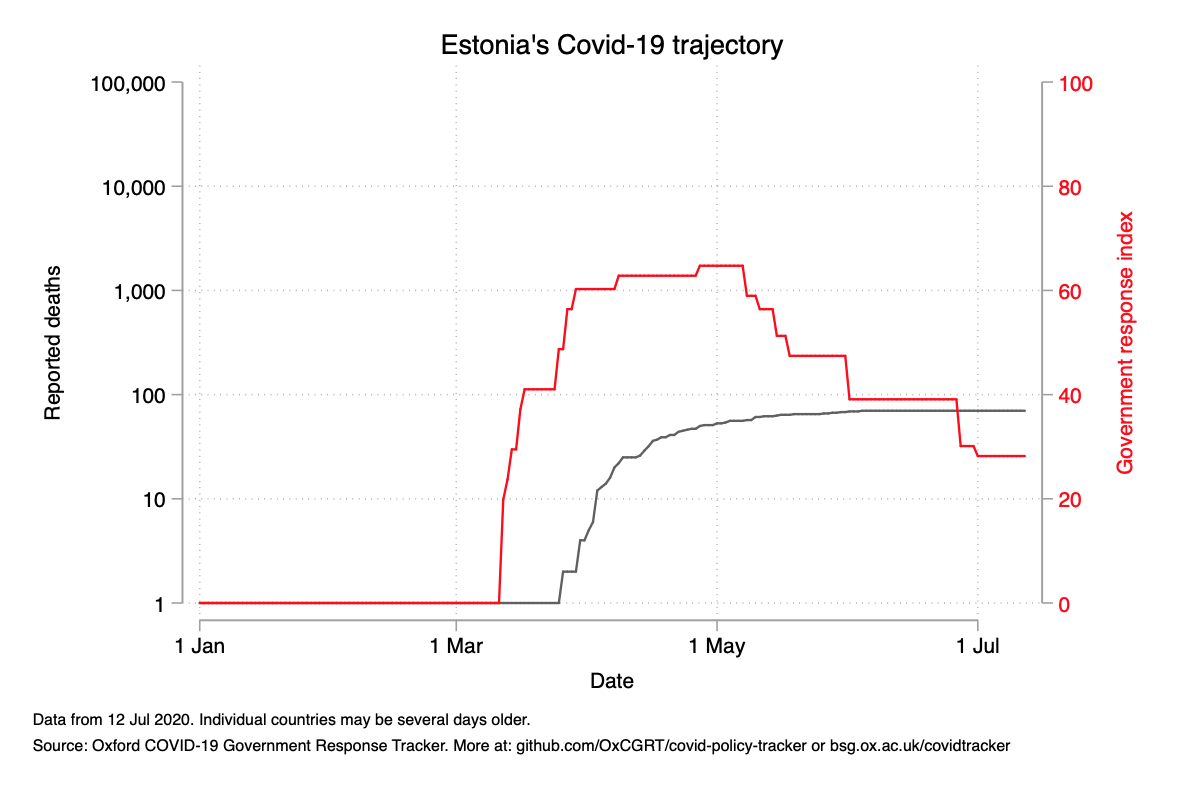 Estonia's Covid-19 trajectory
100,000
10,000
1,000
100
10
1
Reported deaths
100
80
60
40
20
0
Government response index
1 Jan
1 Mar
1 May
1 Jul
Date
Data from 12 Jul 2020. Individual countries may be several days older.
Source: Oxford COVID-19 Government Response Tracker. More at: github.com/OxCGRT/covid-policy-tracker or bsg.ox.ac.uk/covidtracker